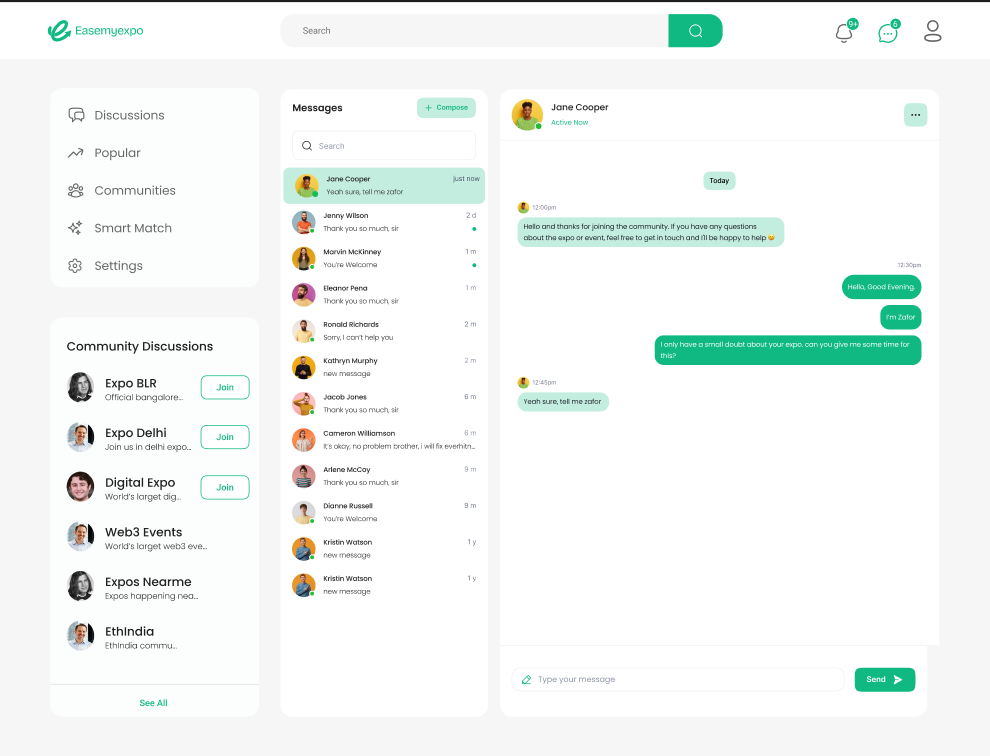 Easemyexpo
Search
9+
6
Discussions
Popular
Communities
Smart Match
Settings
Community Discussions
Expo BLR
Official bangalore...
Join
Expo Delhi
Join us in delhi expo...
Join
Digital Expo
World's larget dig...
Join
Web3 Events
World's larget web3 eve...
Expos Nearme
Expos happening nea...
EthIndia
EthIndia commu...
See All
Messages
+ Compose
Search
Jane Cooper
just now
Yeah sure, tell me zafor
Jenny Wilson
2 d
Thank you so much, sir
Marvin McKinney
1 m
You're Welcome
Eleanor Pena
1 m
Thank you so much, sir
Ronald Richards
2 m
Sorry, I can't help you
Kathryn Murphy
2 m
new message
Jacob Jones
6 m
Thank you so much, sir
Cameron Williamson
6 m
It's okay, no problem brother, i will fix everhitn...
Arlene McCoy
9 m
Thank you so much, sir
Dianne Russell
9 m
You're Welcome
Kristin Watson
1 y
new message
Kristin Watson
1 y
new message
Jane Cooper
Active Now
Today
12:00pm
Hello and thanks for joining the community. If you have any questions
about the expo or event, feel free to get in touch and I'll be happy to help 😂
12:30pm
Hello, Good Evening.
I'm Zafor
I only have a small doubt about your expo. can you give me some time for
this?
12:45pm
Yeah sure, tell me zafor
Type your message
Send